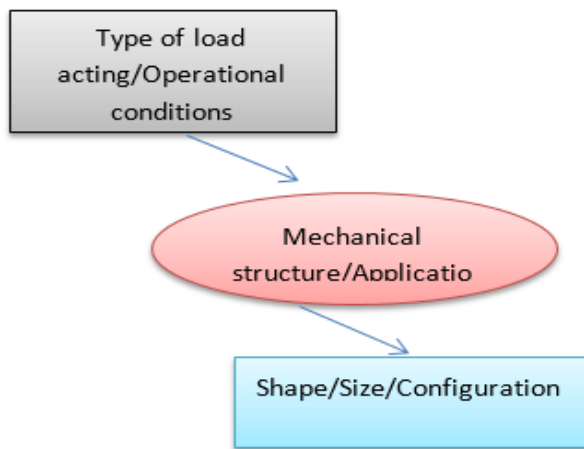 Type of load
acting/Operational
conditions
Mechanical
structure/Applicatio
Shape/Size/Configuration